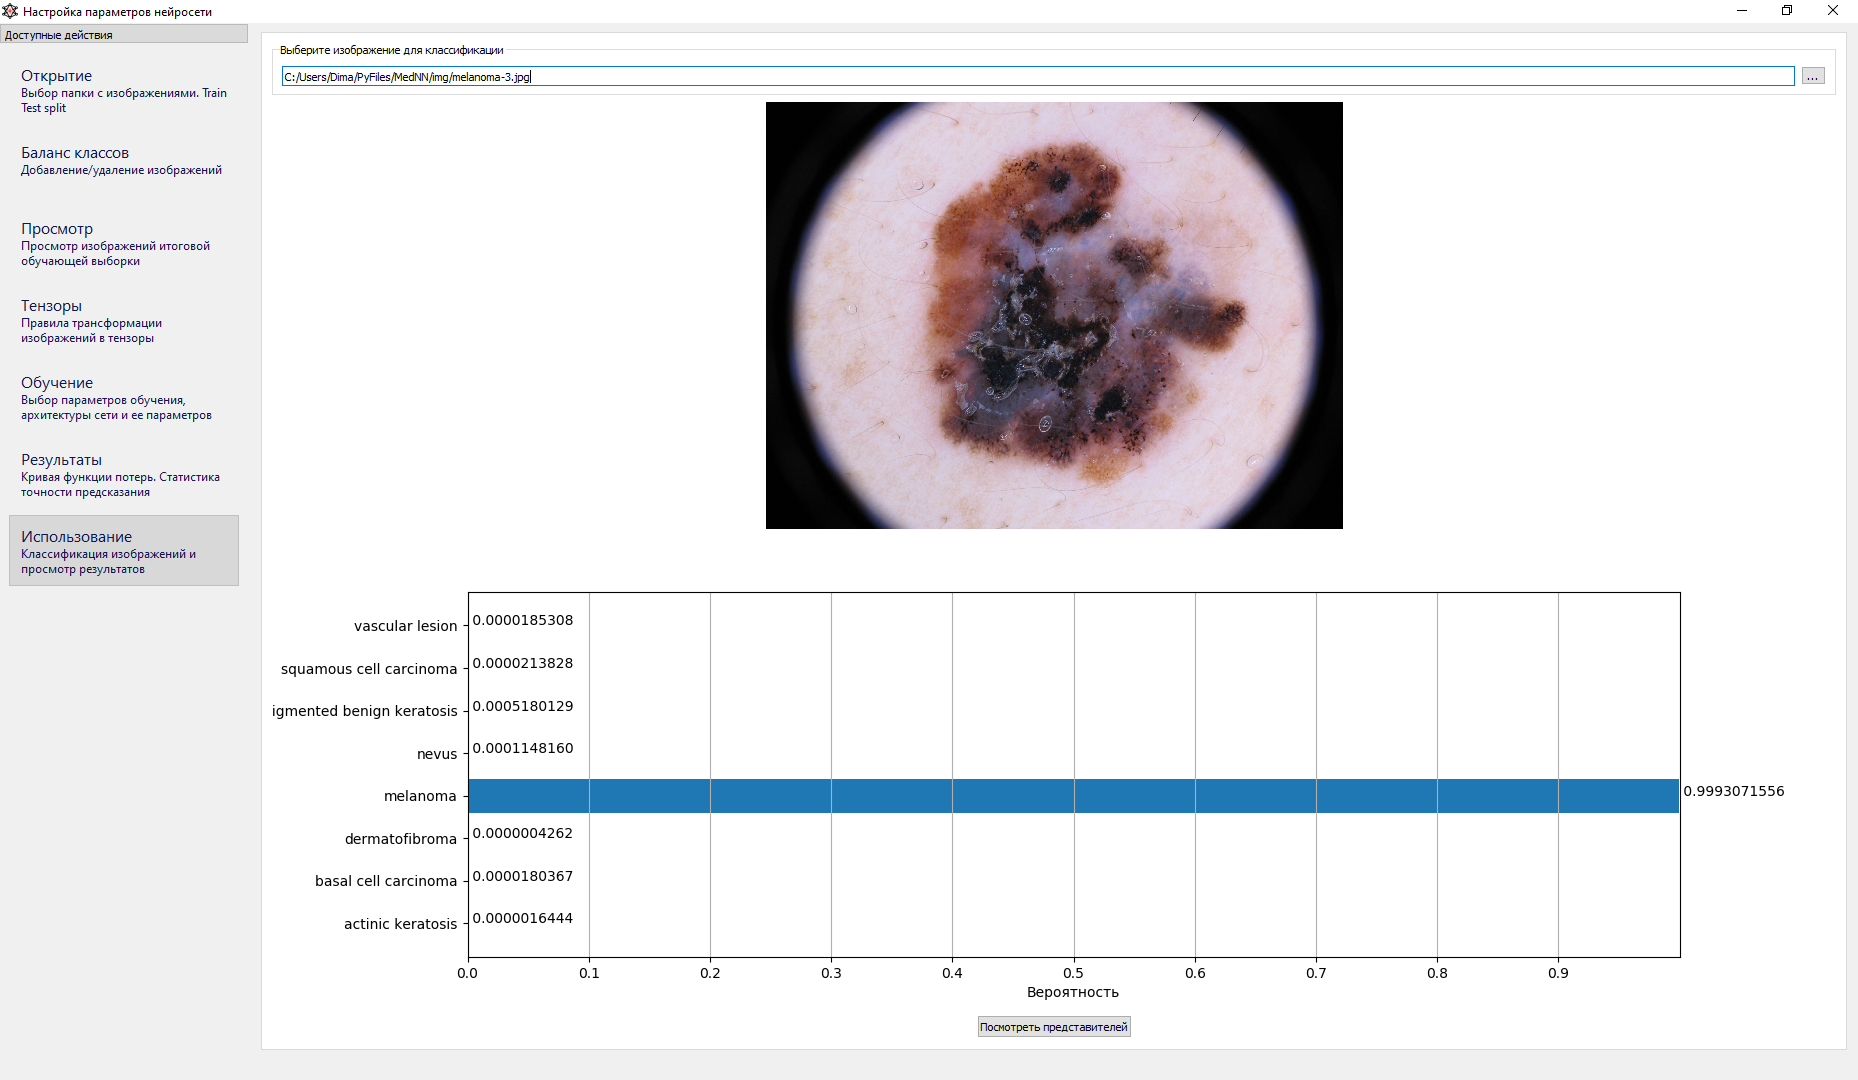 Настройка параметров нейросети
Доступные действия
Открытие
Выбор папки с изображениями. Train
Test split
Баланс классов
Добавление/удаление изображений
Просмотр
Просмотр изображений итоговой
обучающей выборки
Тензоры
Правила трансформации
изображений в тензоры
Обучение
Выбор параметров обучения,
архитектуры сети и ее параметров
Результаты
Кривая функции потерь. Статистика
точности предсказания
Использование
Классификация изображений и
просмотр результатов
Выберите изображение для классификации
C:/Users/Dima/PyFiles/MedNN/img/melanoma-3.jpg
...
vascular lesion 0.0000185308
squamous cell carcinoma 0.0000213828
igmented benign keratosis 0.0005180129
nevus 0.0001148160
melanoma 0.9993071556
dermatofibroma 0.0000004262
basal cell carcinoma 0.0000180367
actinic keratosis 0.0000016444
0.0 0.1 0.2 0.3 0.4 0.5 0.6 0.7 0.8 0.9
Вероятность
Посмотреть представителей